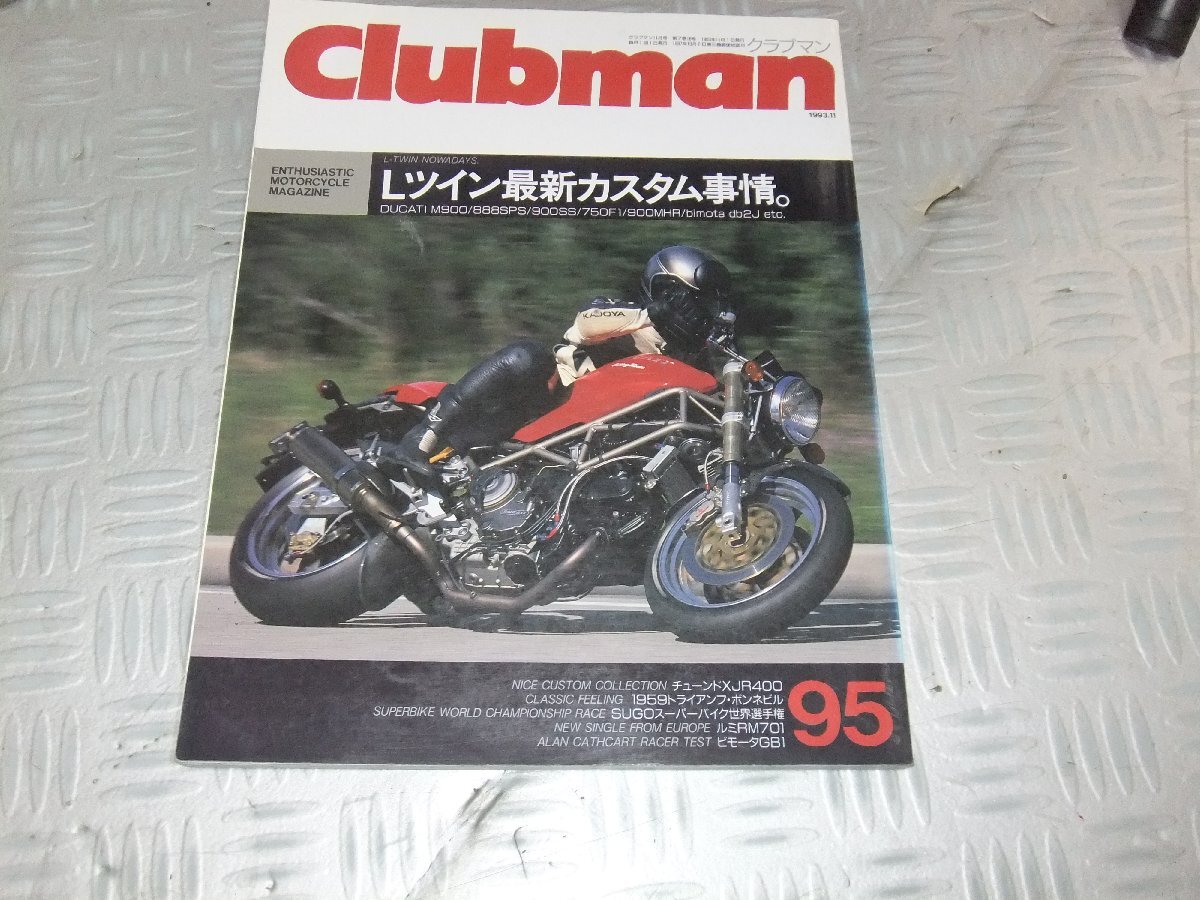 Clubman
クラブマン
1993.11
ENTHUSIASTIC
MOTORCYCLE
MAGAZINE
L-TWIN NOWADAYS.
Lツイン最新カスタム事情。
DUCATI M900/888SPS/900SS/750F1/900MHR/bimota db2J etc.
KADOYA
NICE CUSTOM COLLECTION チューンドXJR400
CLASSIC FEELING 1959トライアンフ・ボンネビル
SUPERBIKE WORLD CHAMPIONSHIP RACE SUGOスーパーバイク世界選手権
NEW SINGLE FROM EUROPE ルミRM701
ALAN CATHCART RACER TEST ビモータGB1
95